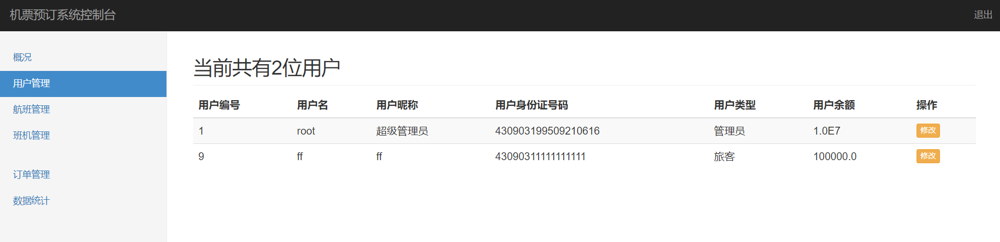 机票预订系统控制台 退出
概况
用户管理
航班管理
班机管理
订单管理
数据统计
当前共有2位用户
用户编号 用户名 用户昵称 用户身份证号码 用户类型 用户余额 操作
1 root 超级管理员 430903199509210616 管理员 1.0E7 修改
9 ff ff 43090311111111111 旅客 100000.0 修改